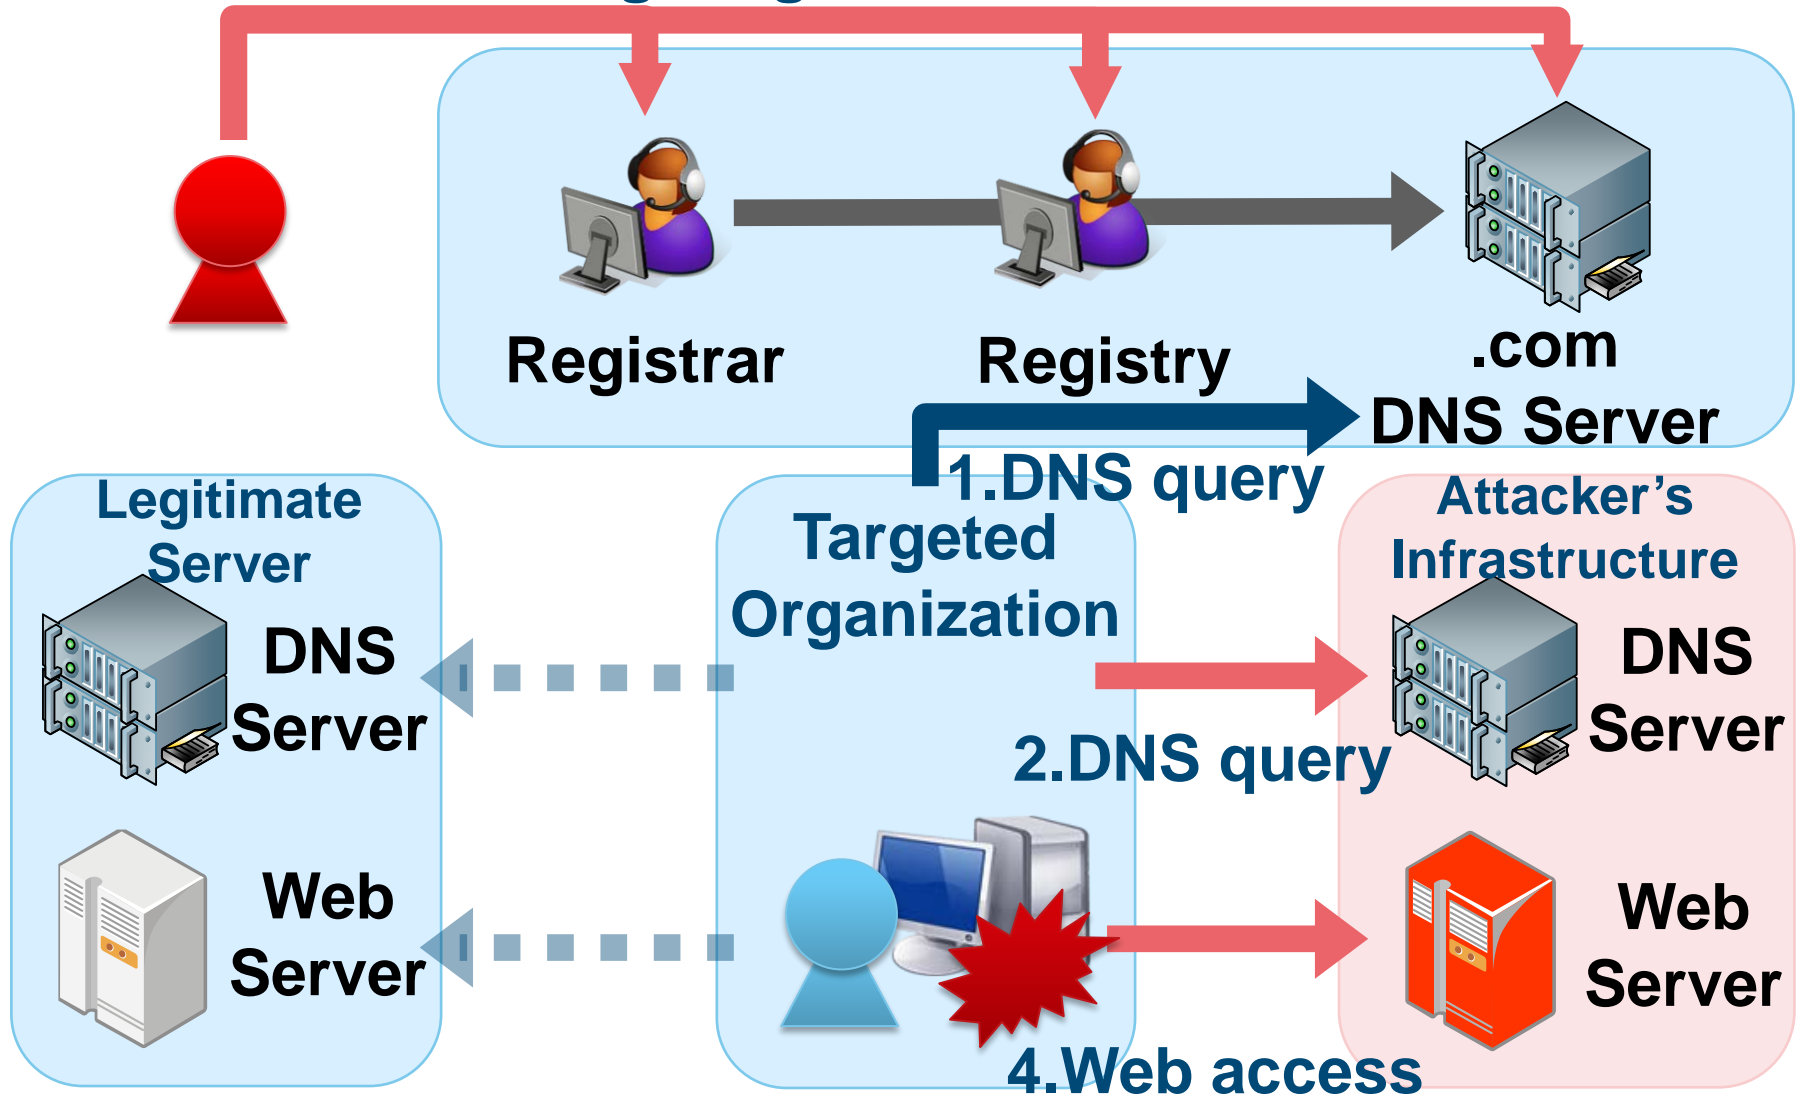 Registrar
Registry
.com
DNS Server
1.DNS query
Legitimate
Server
DNS
Server
Web
Server
Targeted
Organization
2.DNS query
4.Web access
Attacker’s
Infrastructure
DNS
Server
Web
Server